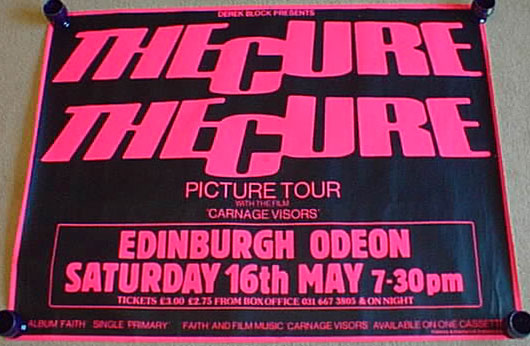 DEREK BLOCK PRESENTS
THE CURE
THE CURE
PICTURE TOUR
WITH THE FILM
'CARNAGE VISORS'
EDINBURGH ODEON
SATURDAY 16th MAY 7-30pm
TICKETS £3.00 £2.75 FROM BOX OFFICE 031 667 3805 & ON NIGHT
ALBUM FAITH SINGLE PRIMARY FAITH AND FILM MUSIC CARNAGE VISORS AVAILABLE ON ONE CASSETTE